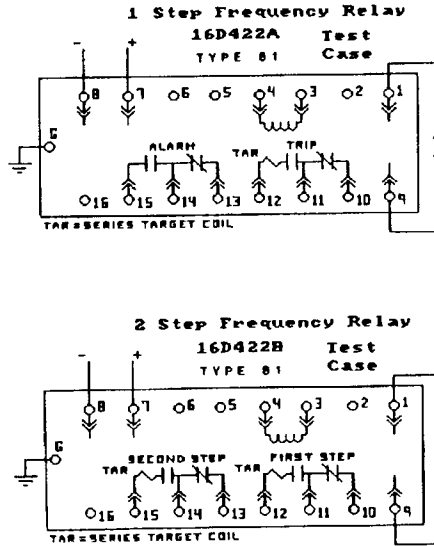 1 Step Frequency Relay
16D422A Test
TYPE 81 Case
- +
8 7 6 5 4 3 2 1
G
ALARM TAR TRIP
16 15 14 13 12 11 10 9
TAR=SERIES TARGET COIL
2 Step Frequency Relay
16D422B Test
TYPE 81 Case
- +
8 7 6 5 4 3 2 1
G
SECOND STEP FIRST STEP
TAR TAR
16 15 14 13 12 11 10 9
TAR=SERIES TARGET COIL